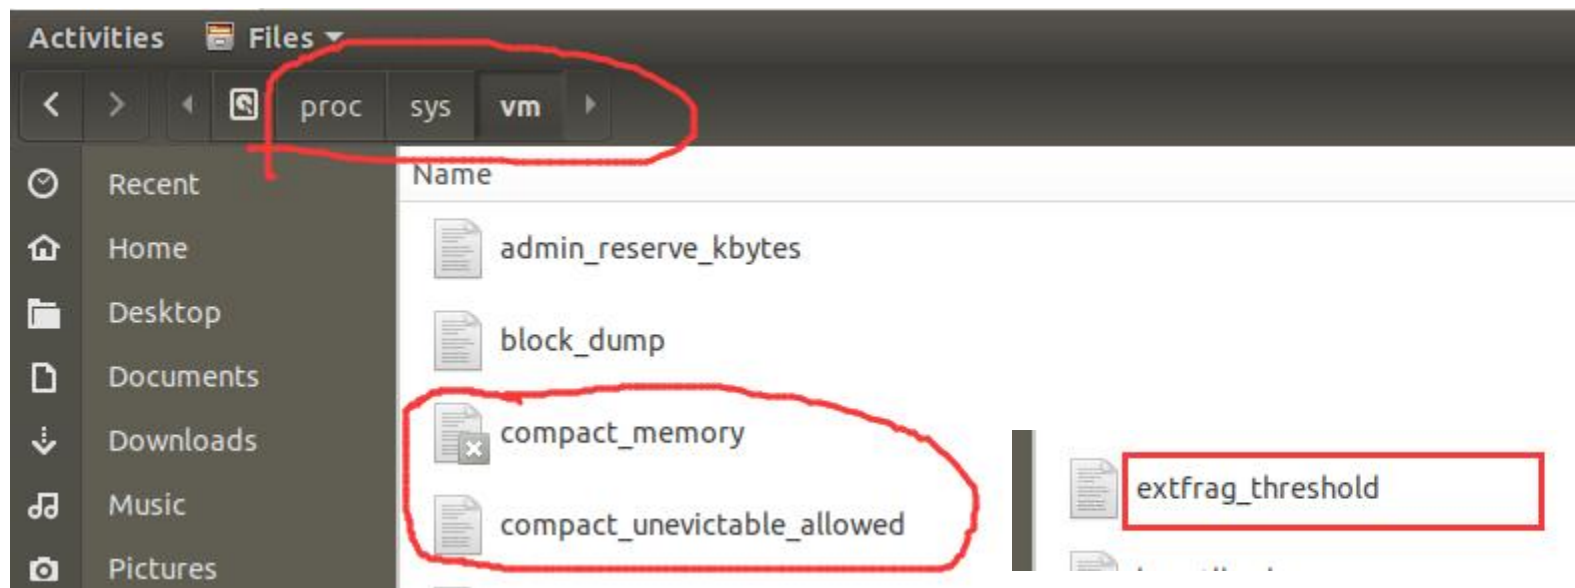 Activities Files
proc sys vm
Recent
Home
Desktop
Documents
Downloads
Music
Pictures
Name
admin_reserve_kbytes
block_dump
compact_memory
compact_unevictable_allowed
extfrag_threshold